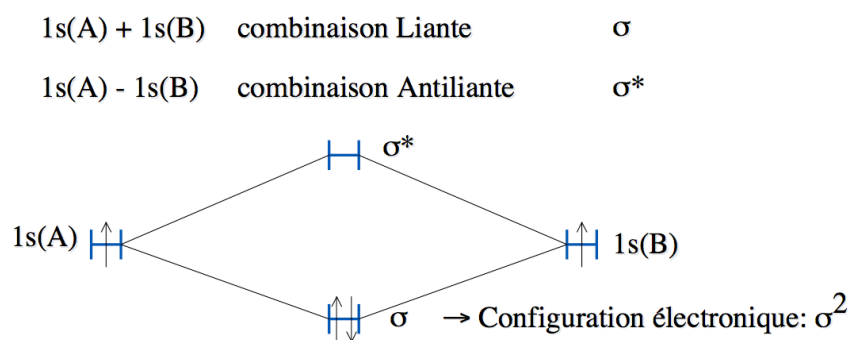 1s(A) + 1s(B) combinaison Liante σ
1s(A) - 1s(B) combinaison Antiliante σ*
σ*
1s(A) 1s(B)
σ → Configuration électronique: σ²